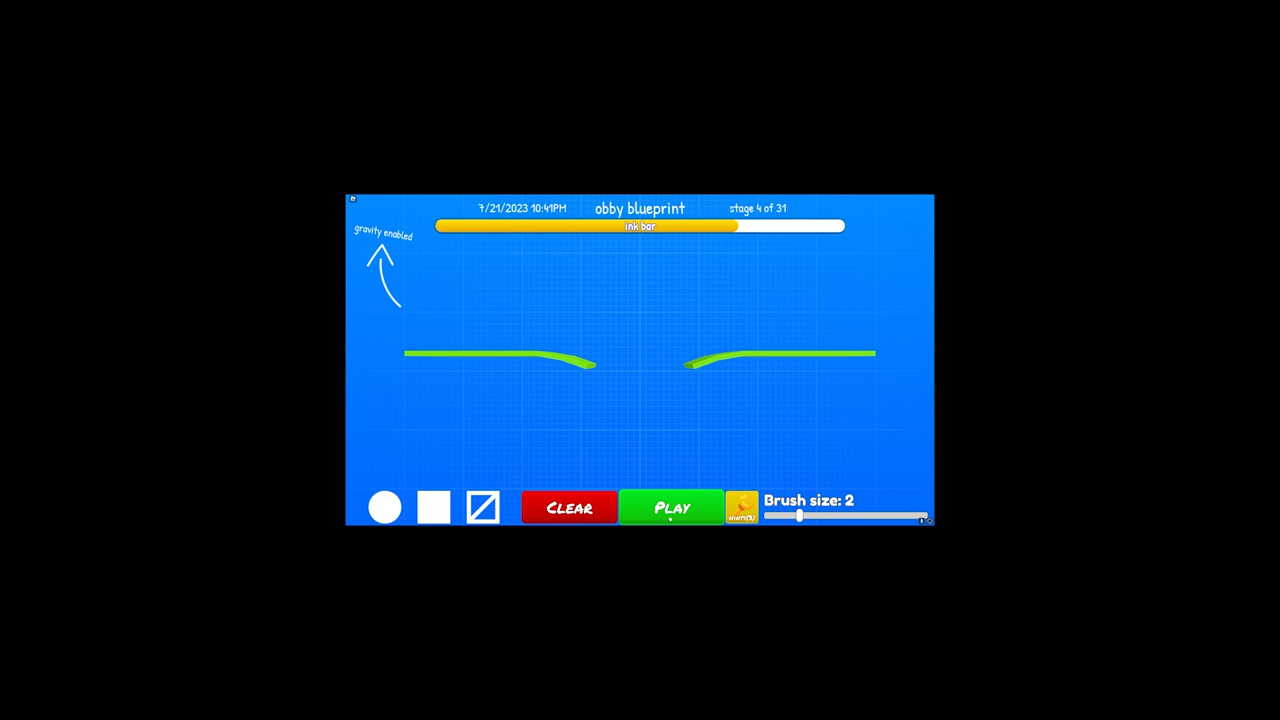 7/21/2023 10:41PM obby blueprint stage 4 of 31
ink bar
gravity enabled
CLEAR
PLAY
Brush size: 2